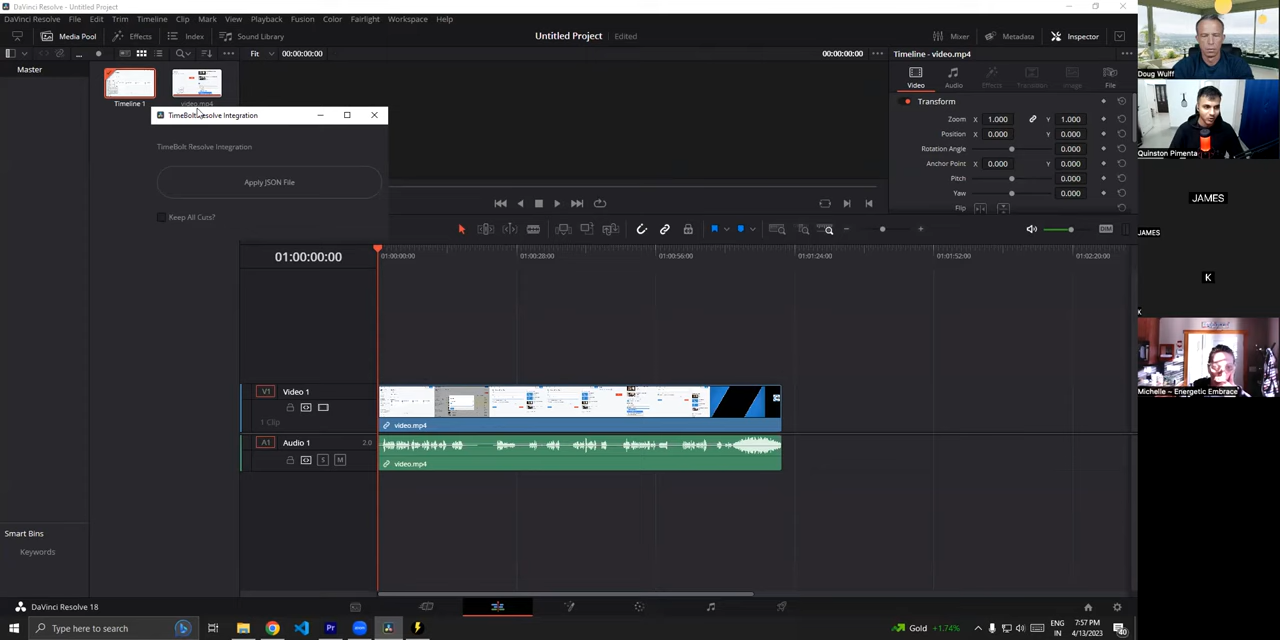 DaVinci Resolve - Untitled Project
DaVinci Resolve File Edit Trim Timeline Clip Mark View Playback Fusion Color Fairlight Workspace Help
Media Pool Effects Index Sound Library Untitled Project Edited Mixer Metadata Inspector
Fit 00:00:00:00 00:00:00:00 Timeline - video.mp4
Master
Timeline 1 video.mp4
Video Audio Effects Transition Image File
Transform
Zoom X 1.000 Y 1.000
Position X 0.000 Y 0.000
Rotation Angle 0.000
Anchor Point X 0.000 Y 0.000
Pitch 0.000
Yaw 0.000
Flip
TimeBolt Resolve Integration
TimeBolt Resolve Integration
Apply JSON File
Keep All Cuts?
DIM
01:00:00:00 01:00:00:00 01:00:28:00 01:00:56:00 01:01:24:00 01:01:52:00 01:02:20:00
V1 Video 1
1 Clip
video.mp4
A1 Audio 1 2.0
S M
video.mp4
Smart Bins
Keywords
DaVinci Resolve 18
Type here to search
Pr
Gold +1.74%
ENG
IN
7:57 PM
4/13/2023
40
Doug Wulff
Quinston Pimenta
JAMES
JAMES
K
K
Michelle ~ Energetic Embrace